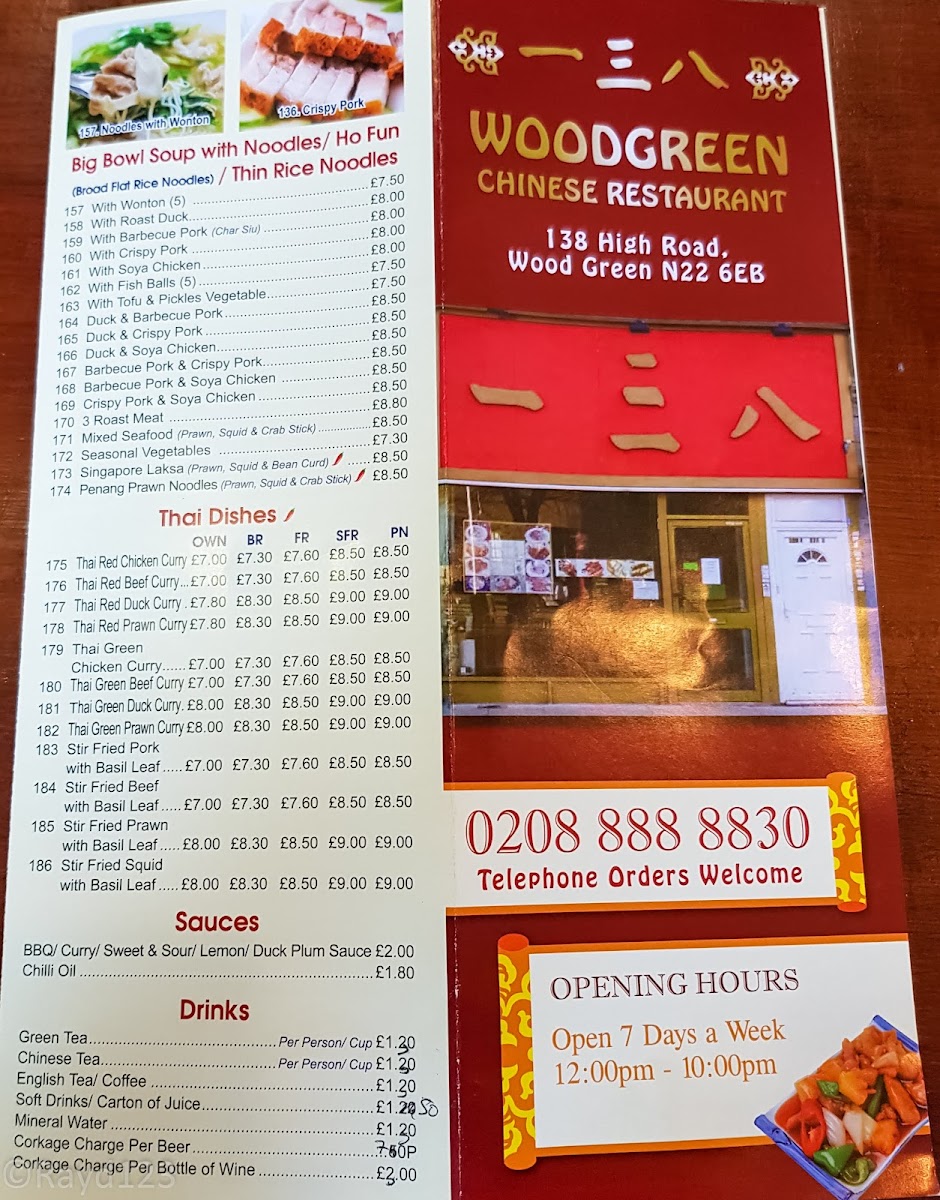 157. Noodles with Wonton
136. Crispy Pork
Big Bowl Soup with Noodles/ Ho Fun
(Broad Flat Rice Noodles) / Thin Rice Noodles
157 With Wonton (5) £7.50
158 With Roast Duck £8.00
159 With Barbecue Pork (Char Siu) £8.00
160 With Crispy Pork £8.00
161 With Soya Chicken £8.00
162 With Fish Balls (5) £7.50
163 With Tofu & Pickles Vegetable £7.50
164 Duck & Barbecue Pork £8.50
165 Duck & Crispy Pork £8.50
166 Duck & Soya Chicken £8.50
167 Barbecue Pork & Crispy Pork £8.50
168 Barbecue Pork & Soya Chicken £8.50
169 Crispy Pork & Soya Chicken £8.50
170 3 Roast Meat £8.80
171 Mixed Seafood (Prawn, Squid & Crab Stick) £8.50
172 Seasonal Vegetables £7.30
173 Singapore Laksa (Prawn, Squid & Bean Curd) £8.50
174 Penang Prawn Noodles (Prawn, Squid & Crab Stick) £8.50
Thai Dishes
OWN BR FR SFR PN
175 Thai Red Chicken Curry £7.00 £7.30 £7.60 £8.50 £8.50
176 Thai Red Beef Curry £7.00 £7.30 £7.60 £8.50 £8.50
177 Thai Red Duck Curry £7.80 £8.30 £8.50 £9.00 £9.00
178 Thai Red Prawn Curry £7.80 £8.30 £8.50 £9.00 £9.00
179 Thai Green
Chicken Curry £7.00 £7.30 £7.60 £8.50 £8.50
180 Thai Green Beef Curry £7.00 £7.30 £7.60 £8.50 £8.50
181 Thai Green Duck Curry £8.00 £8.30 £8.50 £9.00 £9.00
182 Thai Green Prawn Curry £8.00 £8.30 £8.50 £9.00 £9.00
183 Stir Fried Pork
with Basil Leaf £7.00 £7.30 £7.60 £8.50 £8.50
184 Stir Fried Beef
with Basil Leaf £7.00 £7.30 £7.60 £8.50 £8.50
185 Stir Fried Prawn
with Basil Leaf £8.00 £8.30 £8.50 £9.00 £9.00
186 Stir Fried Squid
with Basil Leaf £8.00 £8.30 £8.50 £9.00 £9.00
Sauces
BBQ/ Curry/ Sweet & Sour/ Lemon/ Duck Plum Sauce £2.00
Chilli Oil £1.80
Drinks
Green Tea Per Person/ Cup £1.20
Chinese Tea Per Person/ Cup £1.20
English Tea/ Coffee £1.20
Soft Drinks/ Carton of Juice £1.20 50
Mineral Water £1.20
Corkage Charge Per Beer
Corkage Charge Per Bottle of Wine £2.00
©Rayd123
一三八
WOODGREEN
CHINESE RESTAURANT
138 High Road,
Wood Green N22 6EB
一三八
0208 888 8830
Telephone Orders Welcome
OPENING HOURS
Open 7 Days a Week
12:00pm - 10:00pm